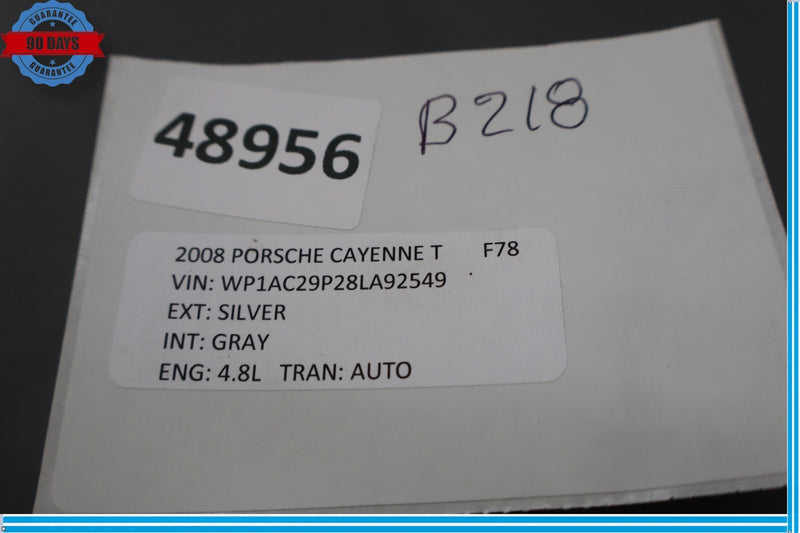 GUARANTEE
90 DAYS
GUARANTEE
48956
B218
2008 PORSCHE CAYENNE T F78
VIN: WP1AC29P28LA92549
EXT: SILVER
INT: GRAY
ENG: 4.8L TRAN: AUTO